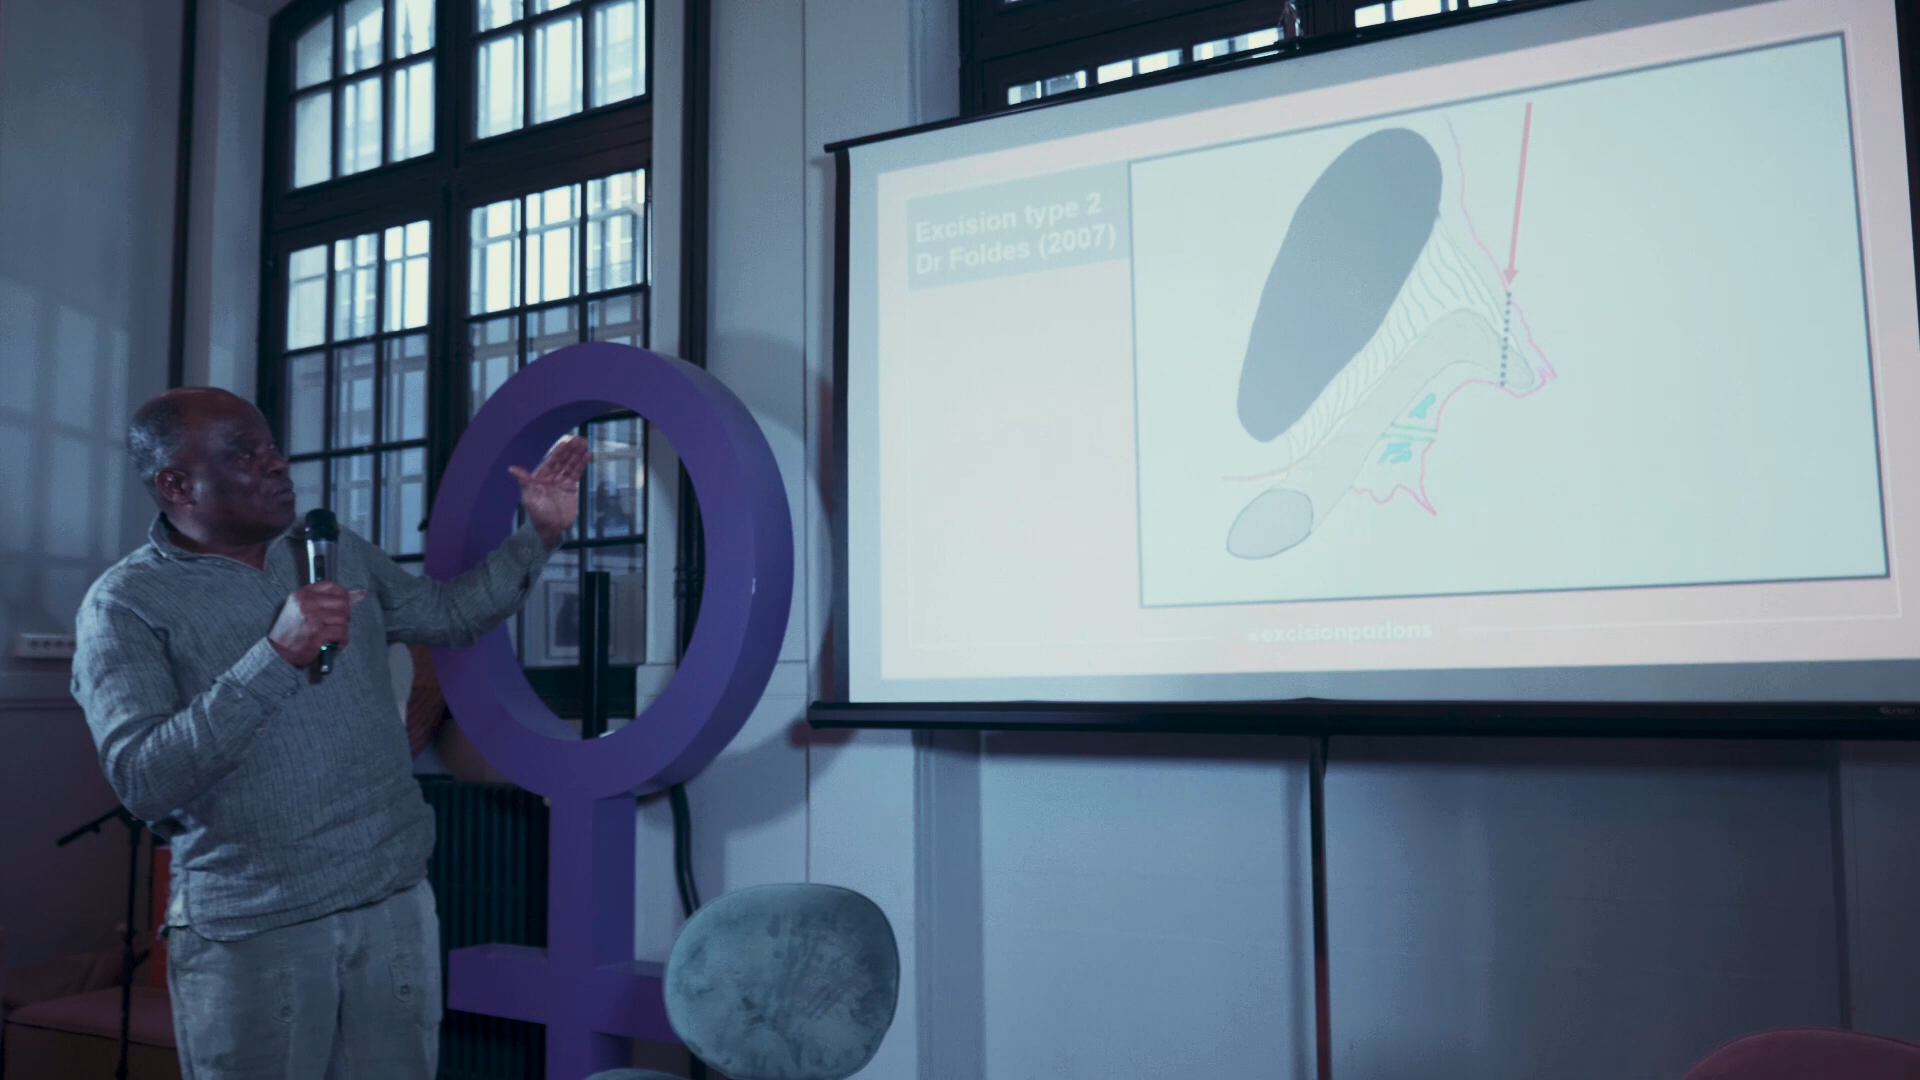 Excision type 2
Dr Foldes (2007)
excisionparlons